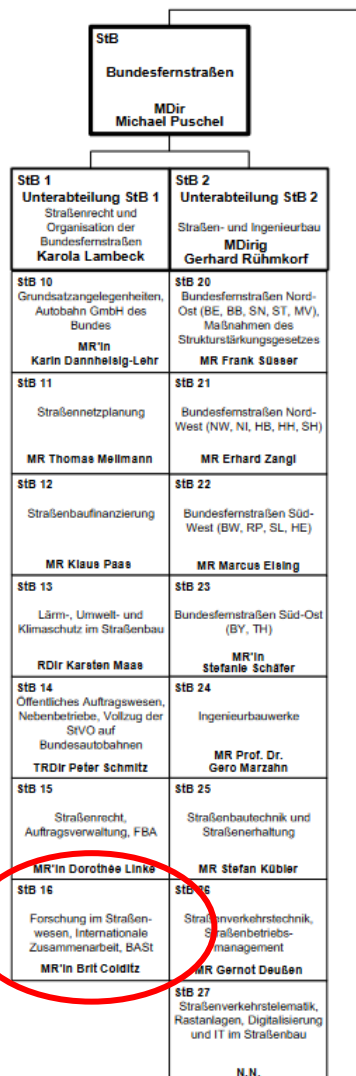 StB
Bundesfernstraßen
MDir
Michael Puschel
StB 1
Unterabteilung StB 1
Straßenrecht und
Organisation der
Bundesfernstraßen
Karola Lambeck
StB 10
Grundsatzangelegenheiten,
Autobahn GmbH des
Bundes
MR'in
Karin Dannheisig-Lehr
StB 11
Straßennetzplanung
MR Thomas Mellmann
StB 12
Straßenbaufinanzierung
MR Klaus Paas
StB 13
Lärm-, Umwelt- und
Klimaschutz im Straßenbau
RDir Karsten Maas
StB 14
Öffentliches Auftragswesen,
Nebenbetriebe, Vollzug der
StVO auf
Bundesautobahnen
TRDir Peter Schmitz
StB 15
Straßenrecht,
Auftragsverwaltung, FBA
MR'in Dorothée Linke
StB 16
Forschung im Straßen-
wesen, Internationale
Zusammenarbeit, BASt
MR'in Brit Colditz
StB 2
Unterabteilung StB 2
Straßen- und Ingenieurbau
MDirig
Gerhard Rühmkorf
StB 20
Bundesfernstraßen Nord-
Ost (BE, BB, SN, ST, MV),
Maßnahmen des
Strukturstärkungsgesetzes
MR Frank Süsser
StB 21
Bundesfernstraßen Nord-
West (NW, NI, HB, HH, SH)
MR Erhard Zangl
StB 22
Bundesfernstraßen Süd-
West (BW, RP, SL, HE)
MR Marcus Eising
StB 23
Bundesfernstraßen Süd-Ost
(BY, TH)
MR'in
Stefanie Schäfer
StB 24
Ingenieurbauwerke
MR Prof. Dr.
Gero Marzahn
StB 25
Straßenbautechnik und
Straßenerhaltung
MR Stefan Kübler
StB 26
Straßenverkehrstechnik,
Straßenbetriebs-
management
MR Gernot Deußen
StB 27
Straßenverkehrstelematik,
Rastanlagen, Digitalisierung
und IT im Straßenbau
N.N.